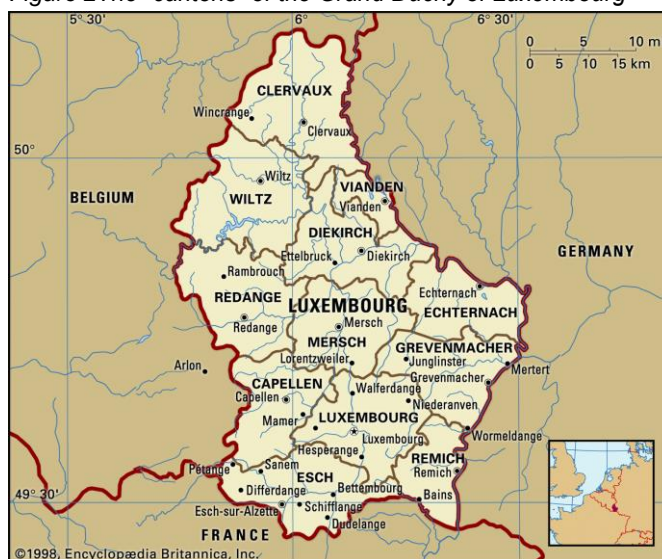 Figure 2The "cantons" of the Grand Duchy of Luxembourg
5° 30'
6°
6° 30'
0 5 10 m
0 5 10 15 km
CLERVAUX
Wincrange
Clervaux
50°
BELGIUM
Wiltz
WILTZ
VIANDEN
Vianden
DIEKIRCH
Ettelbruck
Diekirch
GERMANY
Rambrouch
REDANGE
Redange
LUXEMBOURG
Echternach
ECHTERNACH
Mersch
MERSCH
Lorentzweiler
GREVENMACHER
Junglinster
Mertert
Grevenmacher
Arlon
CAPELLEN
Capellen
Walferdange
Niederanven
Mamer
LUXEMBOURG
Luxembourg
Wormeldange
Hesperange
REMICH
Remich
Pétange
Sanem
ESCH
Bettembourg
Bains
49° 30'
Differdange
Esch-sur-Alzette
Schifflange
Dudelange
FRANCE
©1998, Encyclopædia Britannica, Inc.